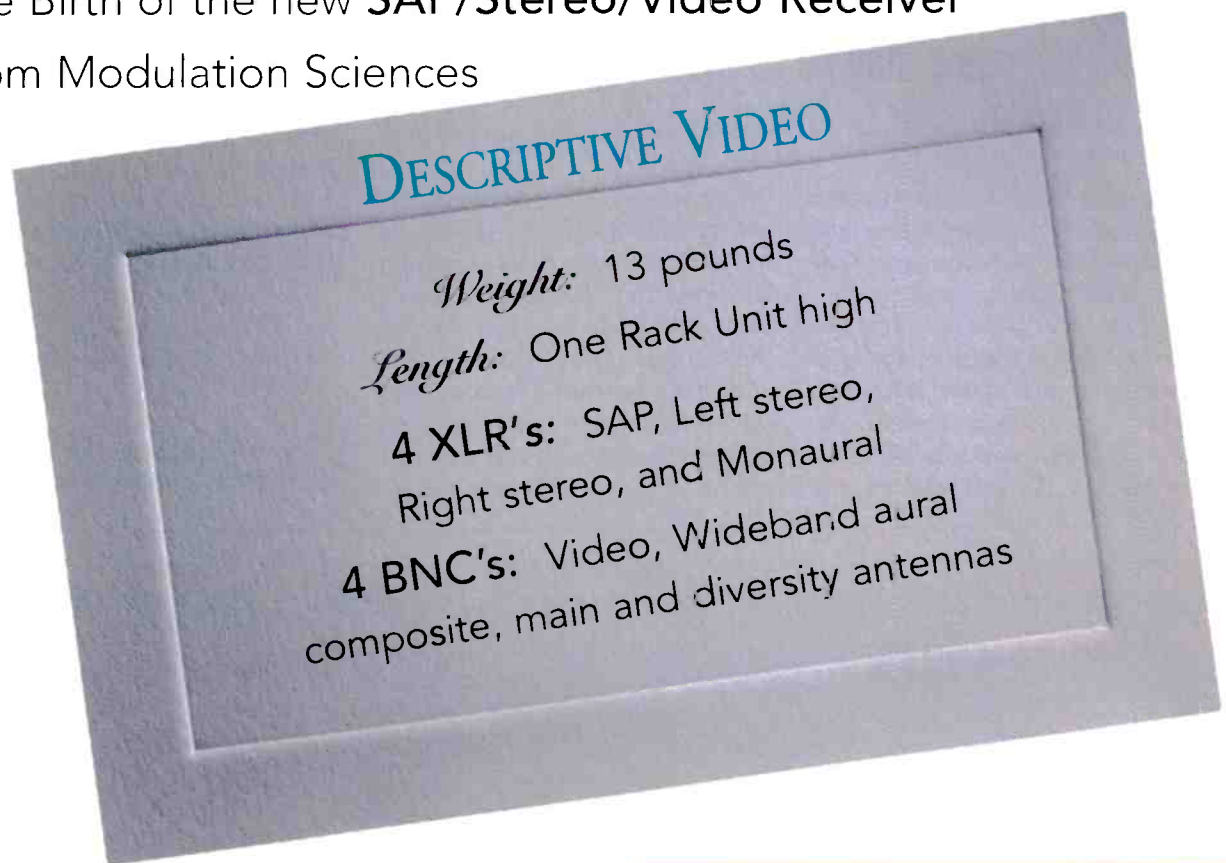 e Birth of the new SAP/Stereo/Video Receiver
om Modulation Sciences
DESCRIPTIVE VIDEO
Weight: 13 pounds
Length: One Rack Unit high
4 XLR's: SAP, Left stereo,
Right stereo, and Monaural
4 BNC's: Video, Wideband aural
composite, main and diversity antennas